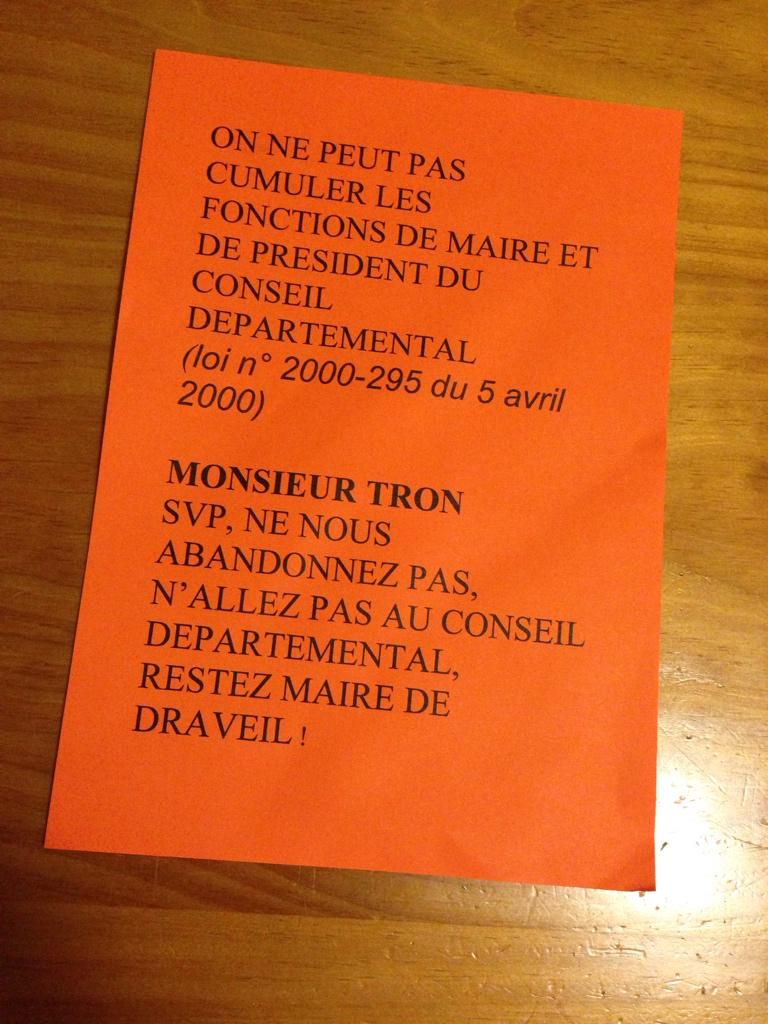 ON NE PEUT PAS
CUMULER LES
FONCTIONS DE MAIRE ET
DE PRESIDENT DU
CONSEIL
DEPARTEMENTAL
(loi n° 2000-295 du 5 avril
2000)
MONSIEUR TRON
SVP, NE NOUS
ABANDONNEZ PAS,
N'ALLEZ PAS AU CONSEIL
DEPARTEMENTAL,
RESTEZ MAIRE DE
DRAVEIL !